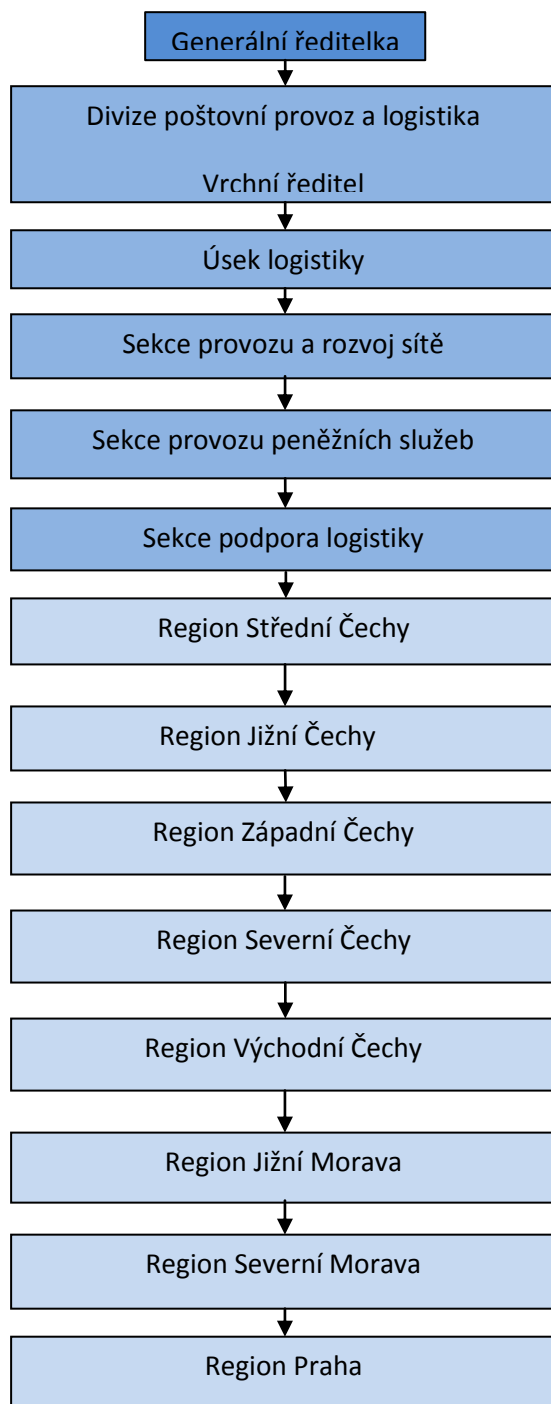 Generální ředitelka
Divize poštovní provoz a logistika
Vrchní ředitel
Úsek logistiky
Sekce provozu a rozvoj sítě
Sekce provozu peněžních služeb
Sekce podpora logistiky
Region Střední Čechy
Region Jižní Čechy
Region Západní Čechy
Region Severní Čechy
Region Východní Čechy
Region Jižní Morava
Region Severní Morava
Region Praha